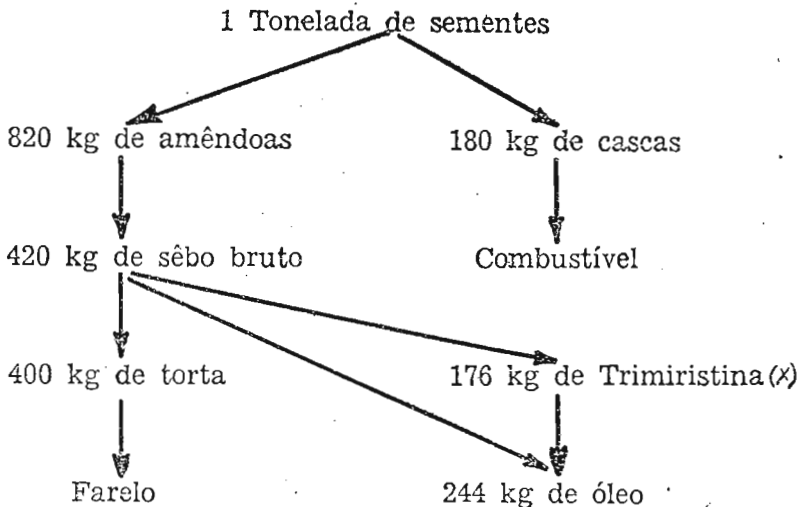 1 Tonelada de sementes
820 kg de amêndoas
180 kg de cascas
420 kg de sêbo bruto
Combustível
400 kg de torta
176 kg de Trimiristina (x)
Farelo
244 kg de óleo